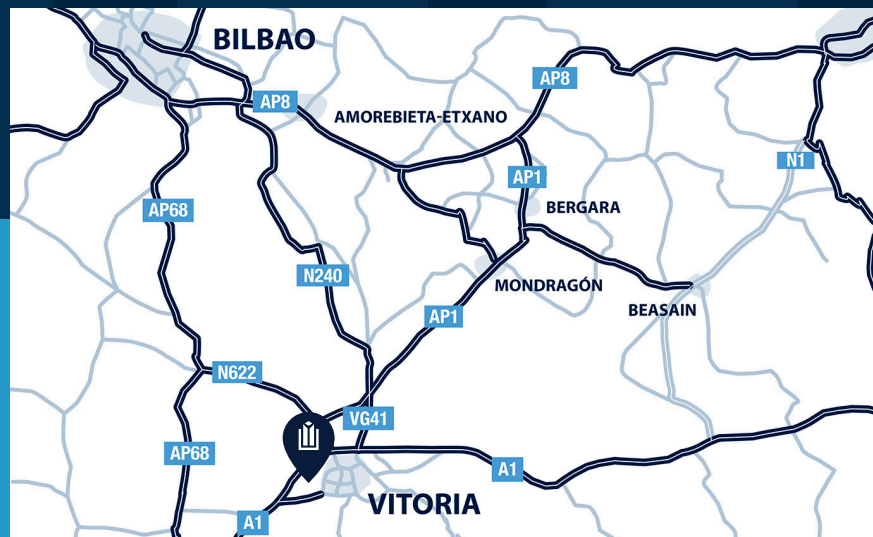 BILBAO
AP8
AP8
AMOREBIETA-ETXANO
N1
AP1
AP68
BERGARA
N240
MONDRAGÓN
BEASAIN
AP1
N622
VG41
AP68
A1
VITORIA
A1